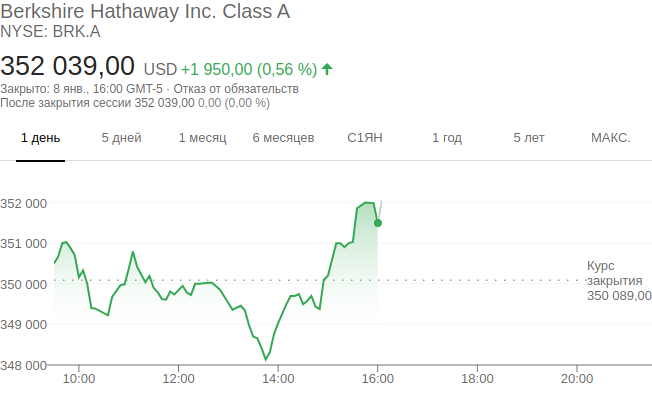 Berkshire Hathaway Inc. Class A
NYSE: BRK.A
352 039,00 USD +1 950,00 (0,56 %)
Закрыто: 8 янв., 16:00 GMT-5 · Отказ от обязательств
После закрытия сессии 352 039,00 0,00 (0,00 %)
1 день 5 дней 1 месяц 6 месяцев С1ЯН 1 год 5 лет МАКС.
352 000
351 000
350 000
349 000
348 000
Курс
закрытия
350 089,00
10:00 12:00 14:00 16:00 18:00 20:00